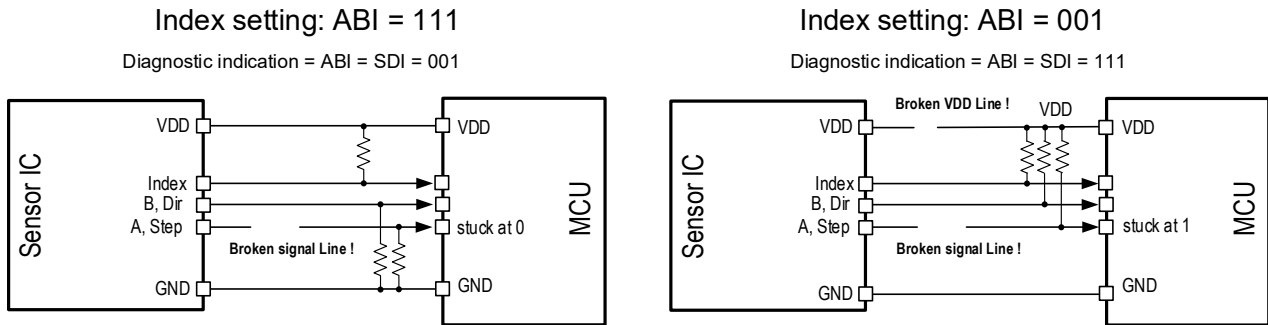 Index setting: ABI = 111
Diagnostic indication = ABI = SDI = 001
Sensor IC
VDD
Index
B, Dir
A, Step
Broken signal Line !
GND
VDD
stuck at 0
GND
MCU
Index setting: ABI = 001
Diagnostic indication = ABI = SDI = 111
Sensor IC
Broken VDD Line !
VDD
VDD
Index
B, Dir
A, Step
Broken signal Line !
GND
VDD
stuck at 1
GND
MCU